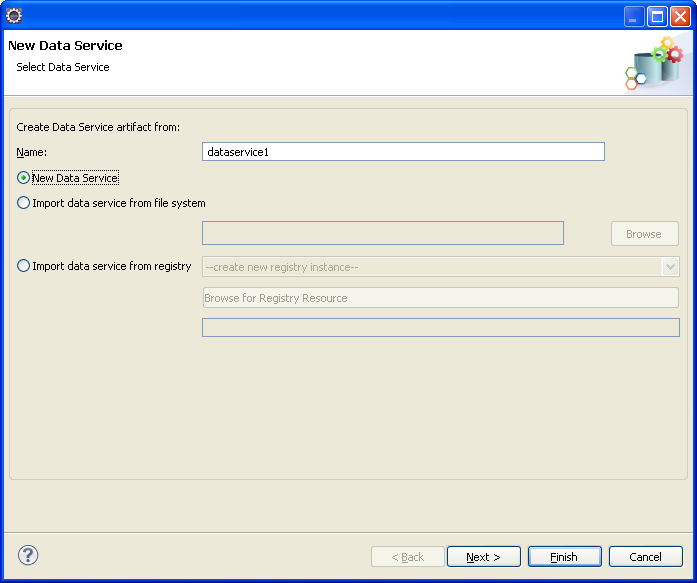 New Data Service
Select Data Service
Create Data Service artifact from:
Name: dataservice1
New Data Service
Import data service from file system
Browse
Import data service from registry --create new registry instance--
Browse for Registry Resource
?
< Back Next > Finish Cancel